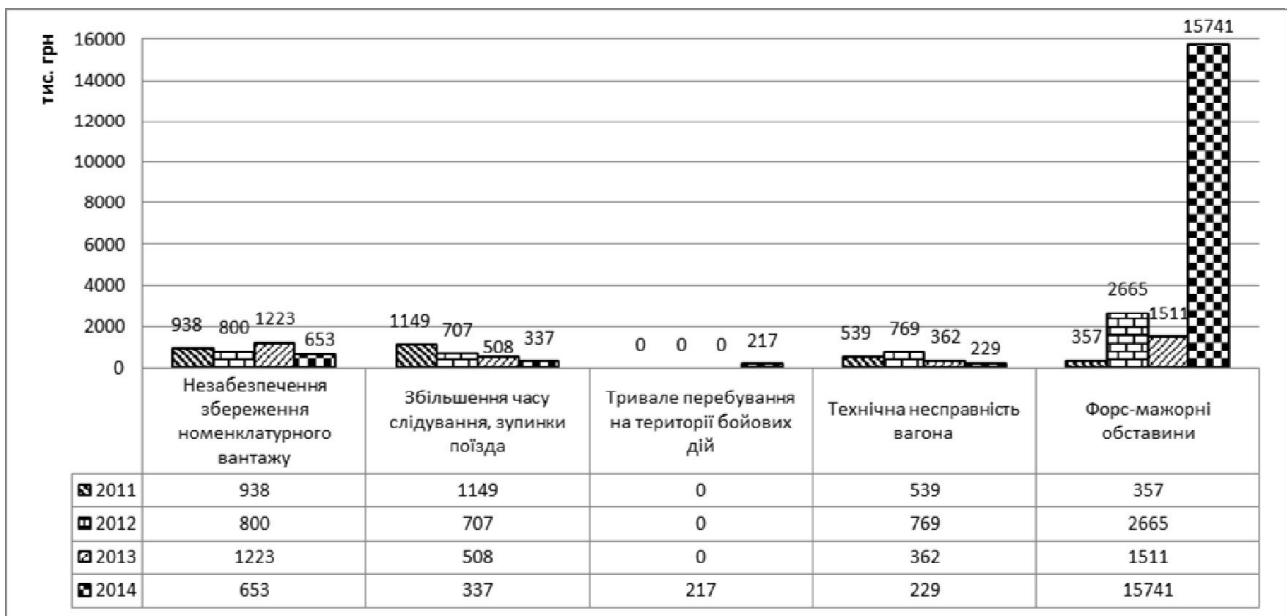 тис. грн
16000
14000
12000
10000
8000
6000
4000
2000
0
938 800 1223 653
1149 707 508 337
0 0 0 217
539 769 362 229
357 2665 1511 15741
Незабезпечення
збереження
номенклатурного
вантажу
Збільшення часу
слідування, зупинки
поїзда
Тривале перебування
на території бойових
дій
Технічна несправність
вагона
Форс-мажорні
обставини
2011 938 1149 0 539 357
2012 800 707 0 769 2665
2013 1223 508 0 362 1511
2014 653 337 217 229 15741